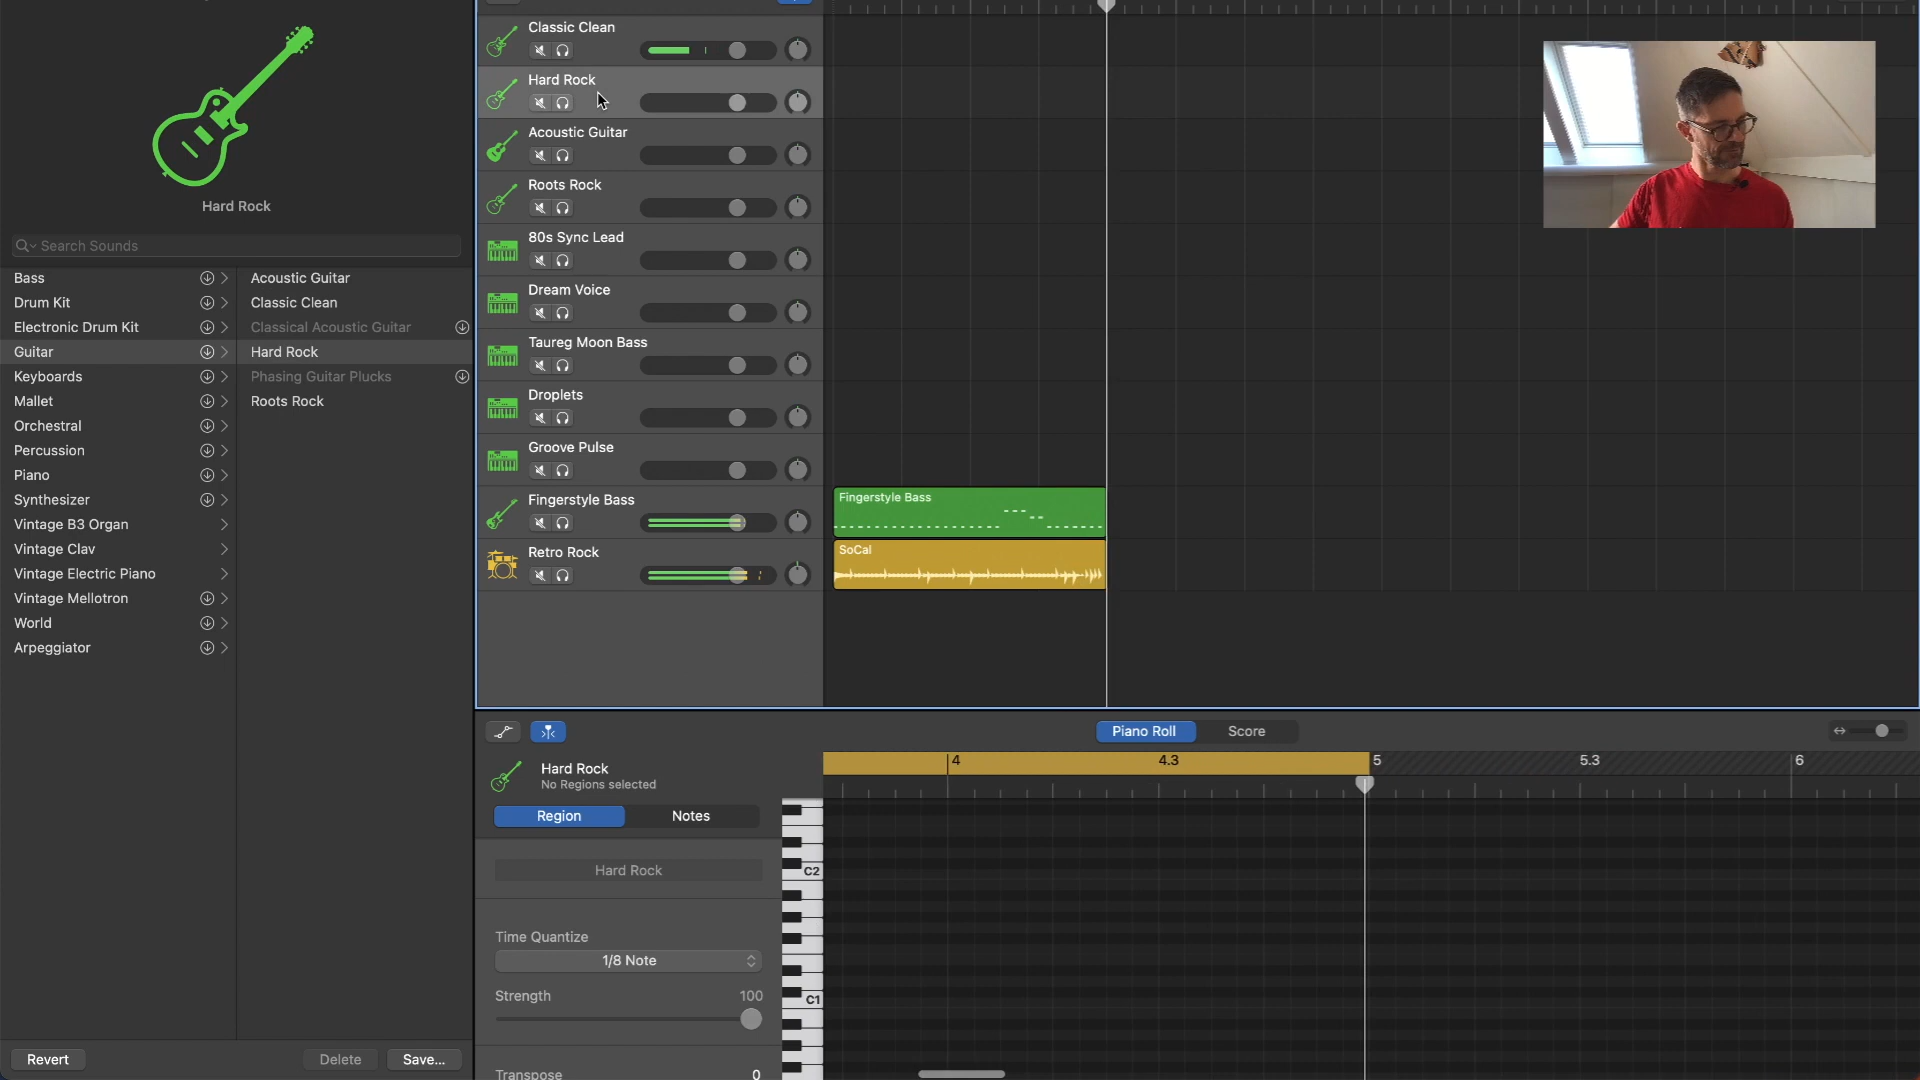 Hard Rock
Search Sounds
Bass
Drum Kit
Electronic Drum Kit
Guitar
Keyboards
Mallet
Orchestral
Percussion
Piano
Synthesizer
Vintage B3 Organ
Vintage Clav
Vintage Electric Piano
Vintage Mellotron
World
Arpeggiator
Acoustic Guitar
Classic Clean
Classical Acoustic Guitar
Hard Rock
Phasing Guitar Plucks
Roots Rock
Revert
Delete
Save...
Classic Clean
Hard Rock
Acoustic Guitar
Roots Rock
80s Sync Lead
Dream Voice
Taureg Moon Bass
Droplets
Groove Pulse
Fingerstyle Bass
Retro Rock
Fingerstyle Bass
SoCal
Piano Roll
Score
Hard Rock
No Regions selected
Region
Notes
Hard Rock
Time Quantize
1/8 Note
Strength 100
Transpose 0
4
4.3
5
5.3
6
C2
C1